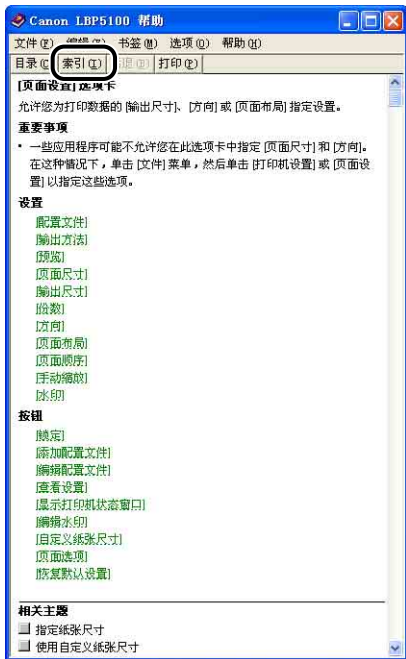 Canon LBP5100 帮助
文件(F) 编辑(E) 书签(M) 选项(O) 帮助(H)
目录(C) 索引(I) 打印(P)
[页面设置]选项卡
允许您为打印数据的 [输出尺寸]、[方向] 或 [页面布局] 指定设置。
重要事项
• 一些应用程序可能不允许您在此选项卡中指定 [页面尺寸] 和 [方向]。
在这种情况下，单击 [文件] 菜单，然后单击 [打印机设置] 或 [页面设
置] 以指定这些选项。
设置
[配置文件]
[输出方法]
[预览]
[页面尺寸]
[输出尺寸]
[份数]
[方向]
[页面布局]
[页面顺序]
[手动缩放]
[水印]
按钮
[锁定]
[添加配置文件]
[编辑配置文件]
[查看设置]
[显示打印机状态窗口]
[编辑水印]
[自定义纸张尺寸]
[页面选项]
[恢复默认设置]
相关主题
指定纸张尺寸
使用自定义纸张尺寸